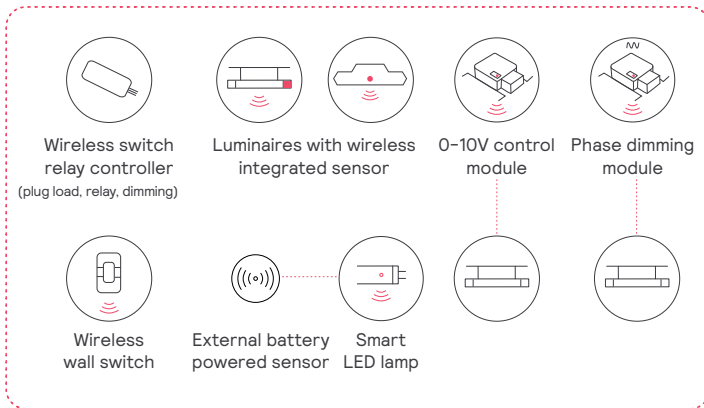 Wireless switch
relay controller
(plug load, relay, dimming)
Luminaires with wireless
integrated sensor
0-10V control
module
Phase dimming
module
Wireless
wall switch
External battery
powered sensor
Smart
LED lamp